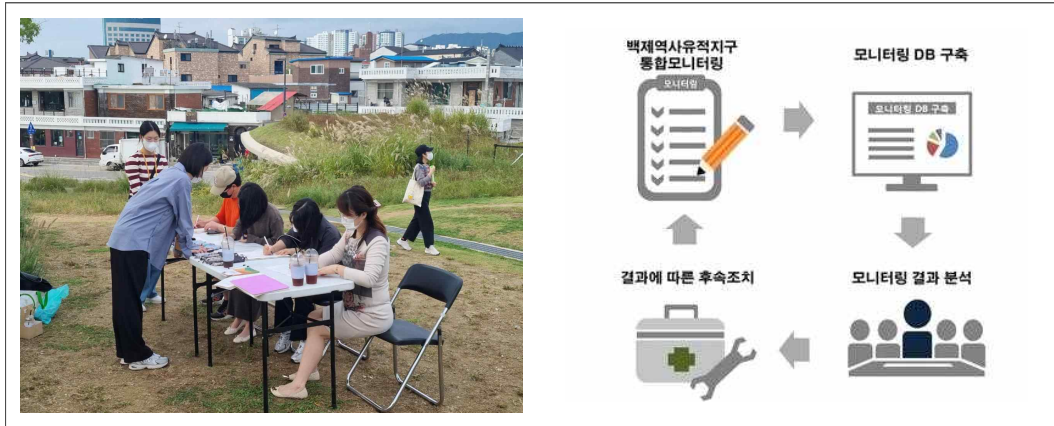 백제역사유적지구
통합모니터링
모니터링
모니터링 DB 구축
모니터링 DB 구축
모니터링 결과 분석
결과에 따른 후속조치